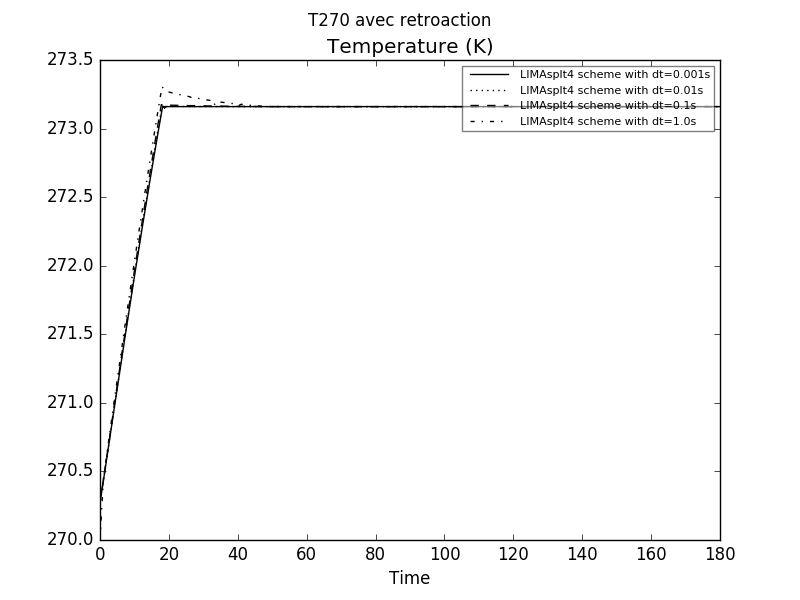 T270 avec retroaction
Temperature (K)
273.5
273.0
272.5
272.0
271.5
271.0
270.5
270.0
LIMAsplt4 scheme with dt=0.001s
LIMAsplt4 scheme with dt=0.01s
LIMAsplt4 scheme with dt=0.1s
LIMAsplt4 scheme with dt=1.0s
0 20 40 60 80 100 120 140 160 180
Time